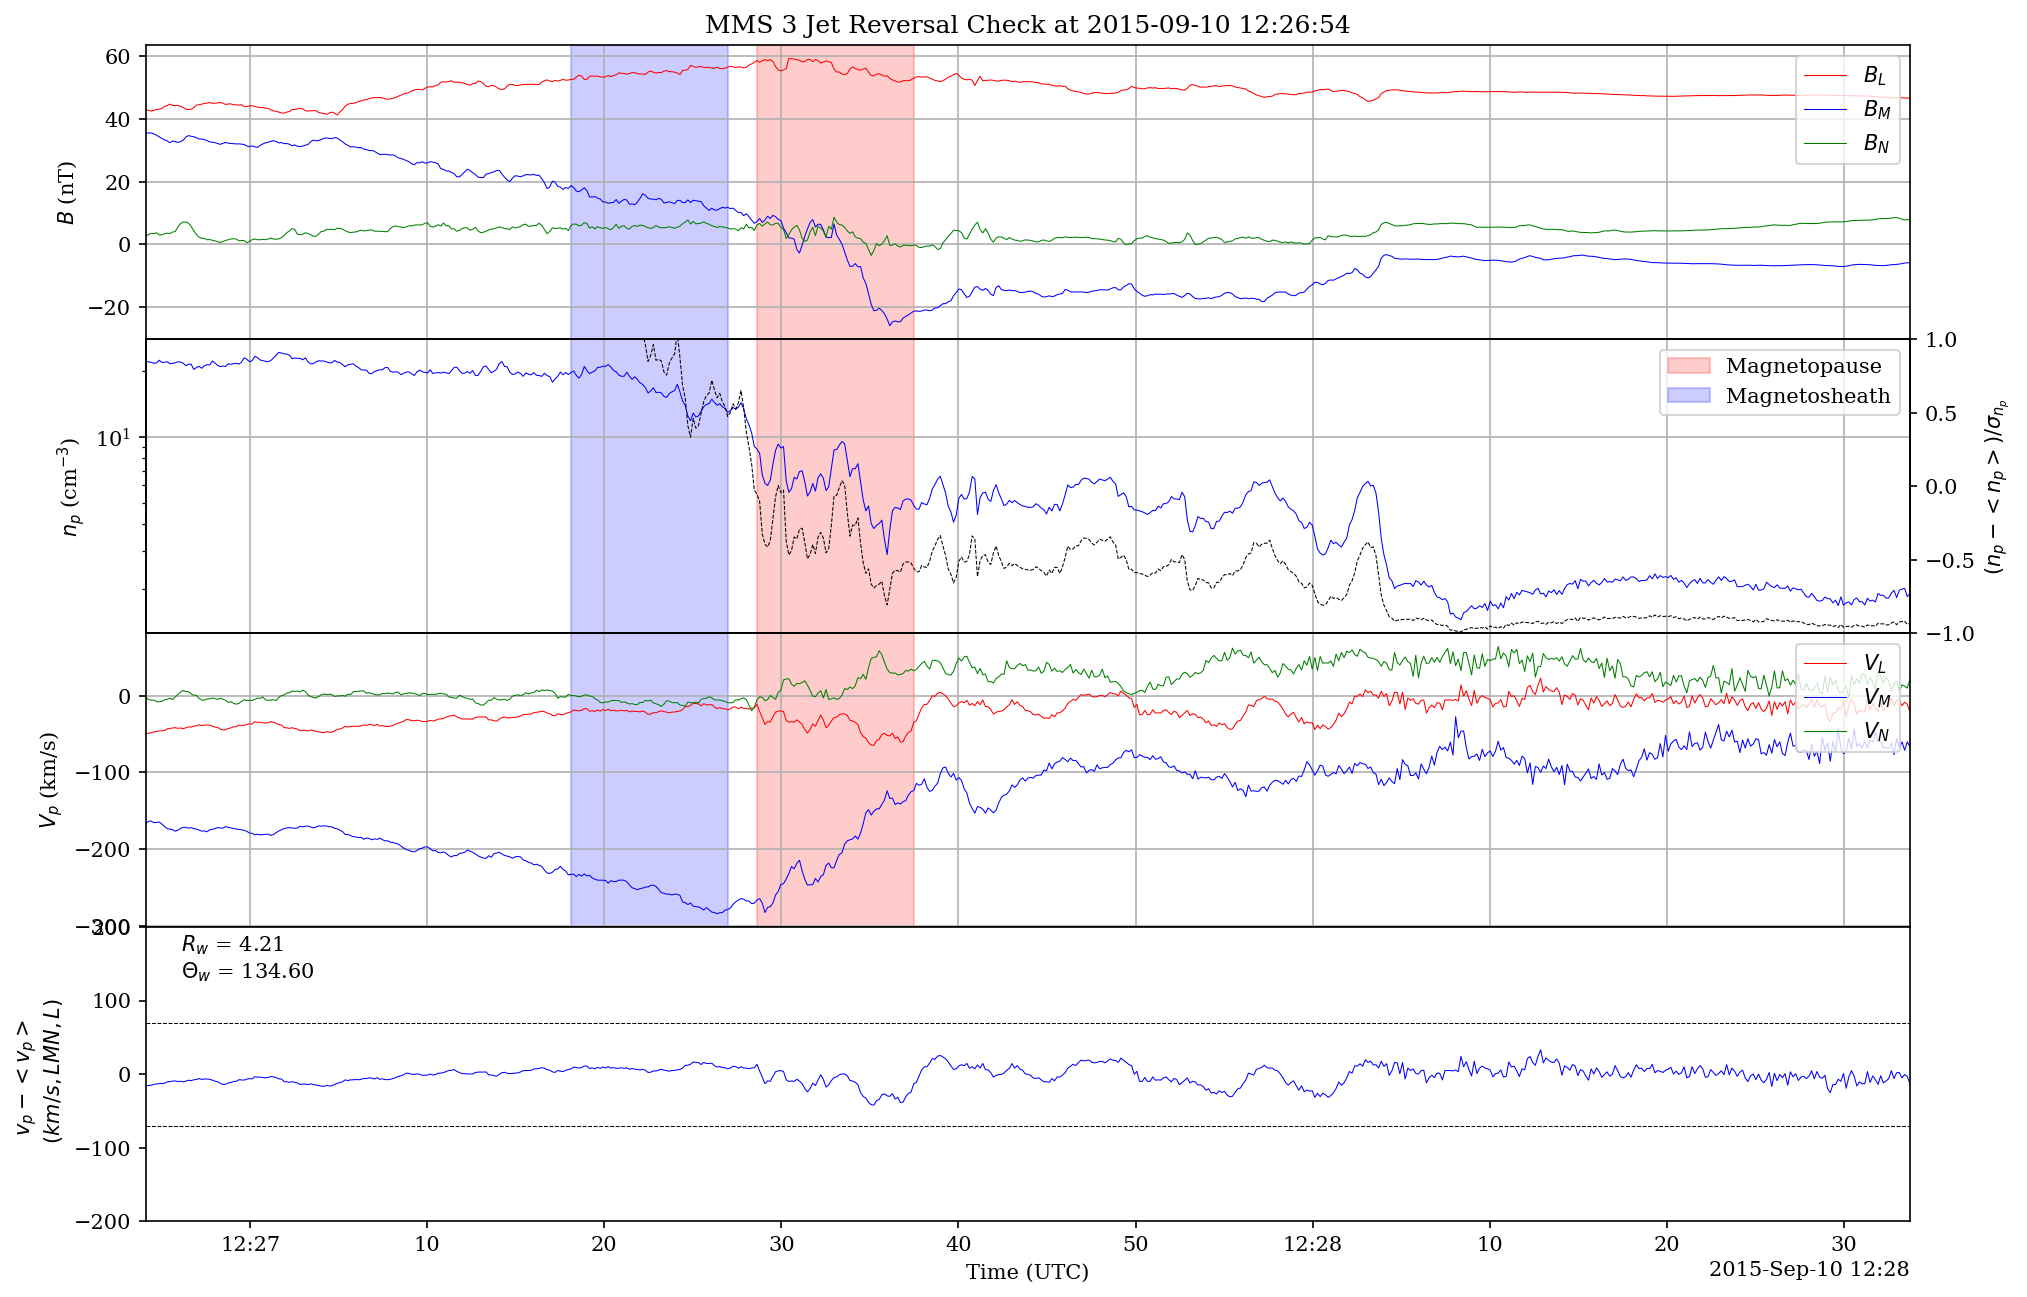 MMS 3 Jet Reversal Check at 2015-09-10 12:26:54
60
40
20
0
−20
B (nT)
B_L
B_M
B_N
10^1
n_p (cm^−3)
1.0
0.5
0.0
−0.5
−1.0
(n_p − < n_p >)/σ_{n_p}
Magnetopause
Magnetosheath
0
−100
−200
−300
V_p (km/s)
V_L
V_M
V_N
200
100
0
−100
−200
v_p − < v_p >
(km/s, LMN, L)
R_w = 4.21
Θ_w = 134.60
12:27 10 20 30 40 50 12:28 10 20 30
Time (UTC)
2015-Sep-10 12:28